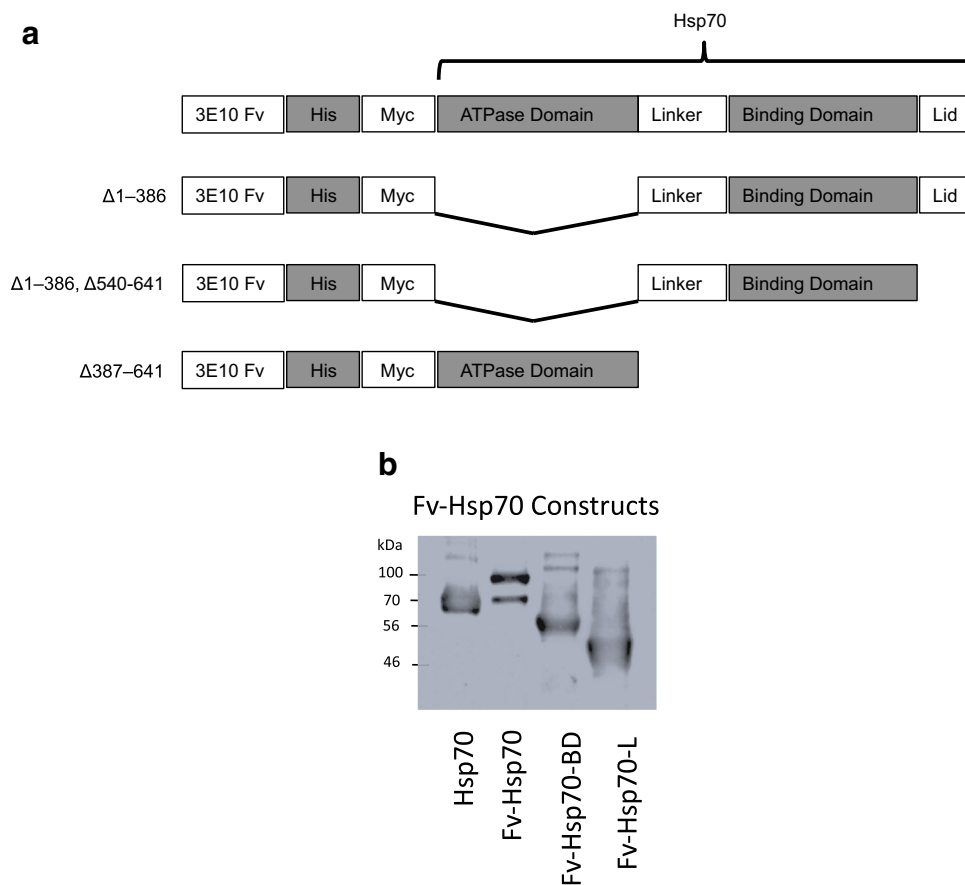 a
Hsp70
3E10 Fv His Myc ATPase Domain Linker Binding Domain Lid
Δ1–386 3E10 Fv His Myc Linker Binding Domain Lid
Δ1–386, Δ540-641 3E10 Fv His Myc Linker Binding Domain
Δ387–641 3E10 Fv His Myc ATPase Domain
b
Fv-Hsp70 Constructs
kDa
100
70
56
46
Hsp70
Fv-Hsp70
Fv-Hsp70-BD
Fv-Hsp70-L